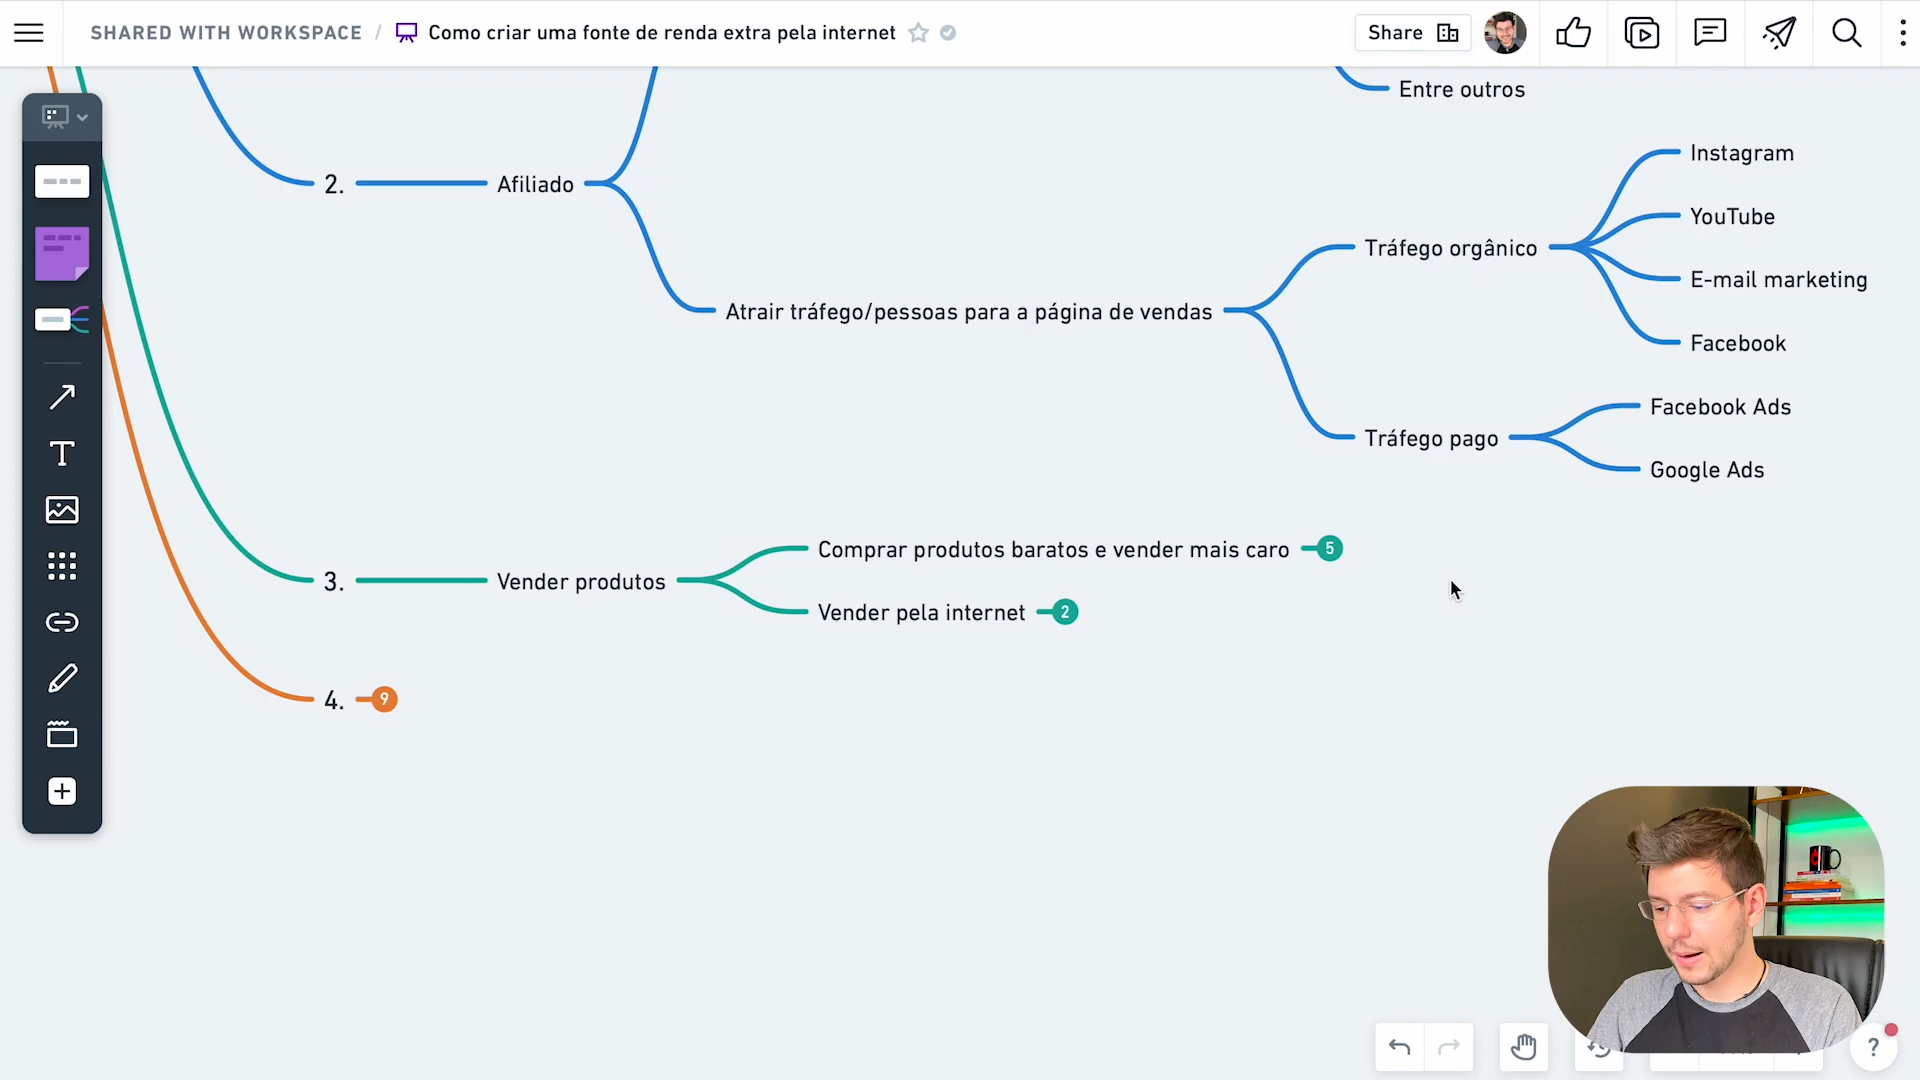 SHARED WITH WORKSPACE / Como criar uma fonte de renda extra pela internet
Share
Entre outros
Instagram
2. Afiliado
YouTube
Tráfego orgânico
E-mail marketing
Atrair tráfego/pessoas para a página de vendas
Facebook
Facebook Ads
Tráfego pago
Google Ads
Comprar produtos baratos e vender mais caro 5
3. Vender produtos
Vender pela internet 2
4. 9
T
?